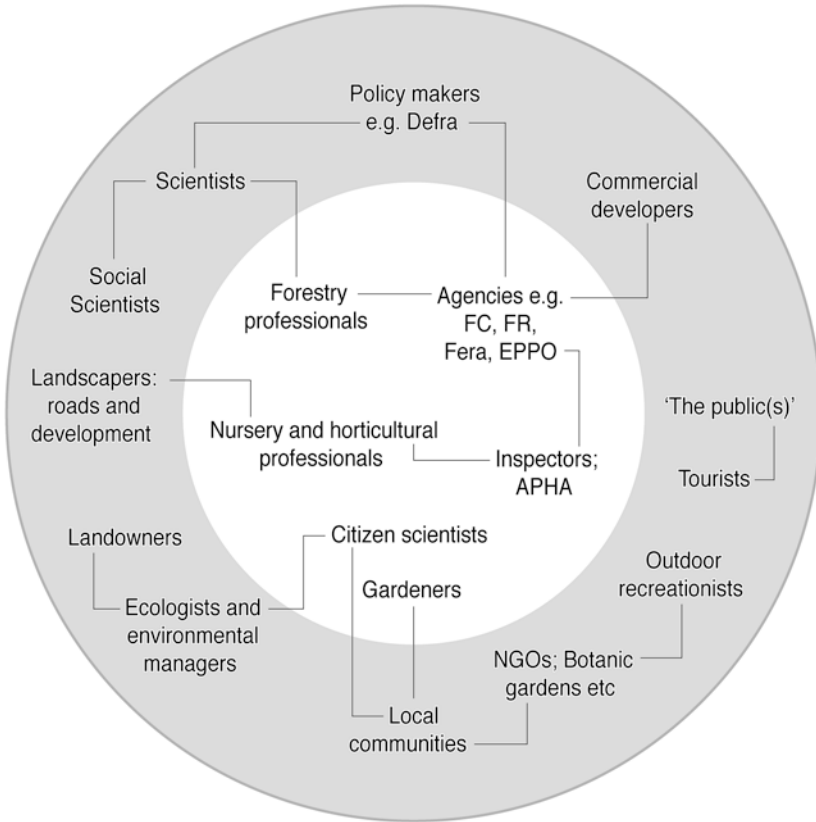 Policy makers
e.g. Defra
Scientists
Commercial
developers
Social
Scientists
Forestry
professionals
Agencies e.g.
FC, FR,
Fera, EPPO
Landscapers:
roads and
development
'The public(s)'
Nursery and horticultural
professionals
Inspectors;
APHA
Tourists
Landowners
Citizen scientists
Outdoor
recreationists
Gardeners
Ecologists and
environmental
managers
NGOs; Botanic
gardens etc
Local
communities